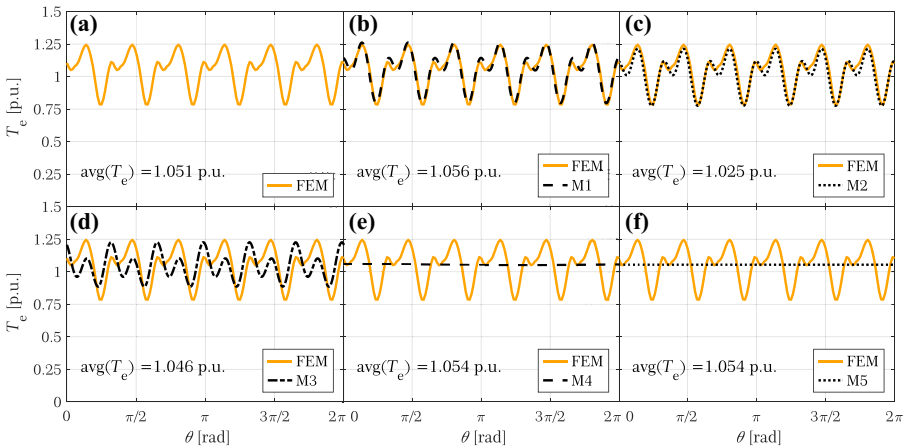 (a) (b) (c)
1.5
1.25
1
0.75
0.5
0.25
0
T_e [p.u.]
avg(T_e) =1.051 p.u.
FEM
avg(T_e) =1.056 p.u.
FEM
M1
avg(T_e) =1.025 p.u.
FEM
M2
(d) (e) (f)
1.5
1.25
1
0.75
0.5
0.25
0
T_e [p.u.]
avg(T_e) =1.046 p.u.
FEM
M3
avg(T_e) =1.054 p.u.
FEM
M4
avg(T_e) =1.054 p.u.
FEM
M5
0 π/2 π 3π/2 2π
π/2 π 3π/2 2π
π/2 π 3π/2 2π
θ [rad] θ [rad] θ [rad]